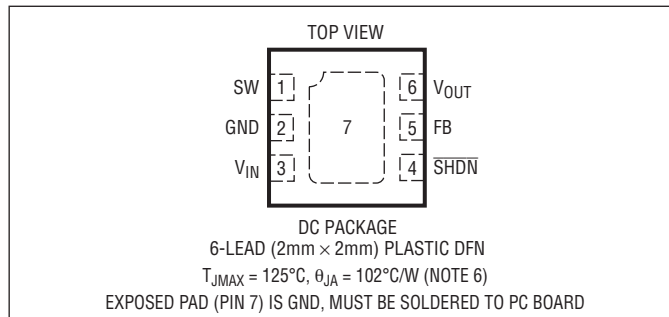 TOP VIEW
SW 1 6 VOUT
GND 2 7 5 FB
VIN 3 4 SHDN
DC PACKAGE
6-LEAD (2mm × 2mm) PLASTIC DFN
TJMAX = 125°C, θJA = 102°C/W (NOTE 6)
EXPOSED PAD (PIN 7) IS GND, MUST BE SOLDERED TO PC BOARD